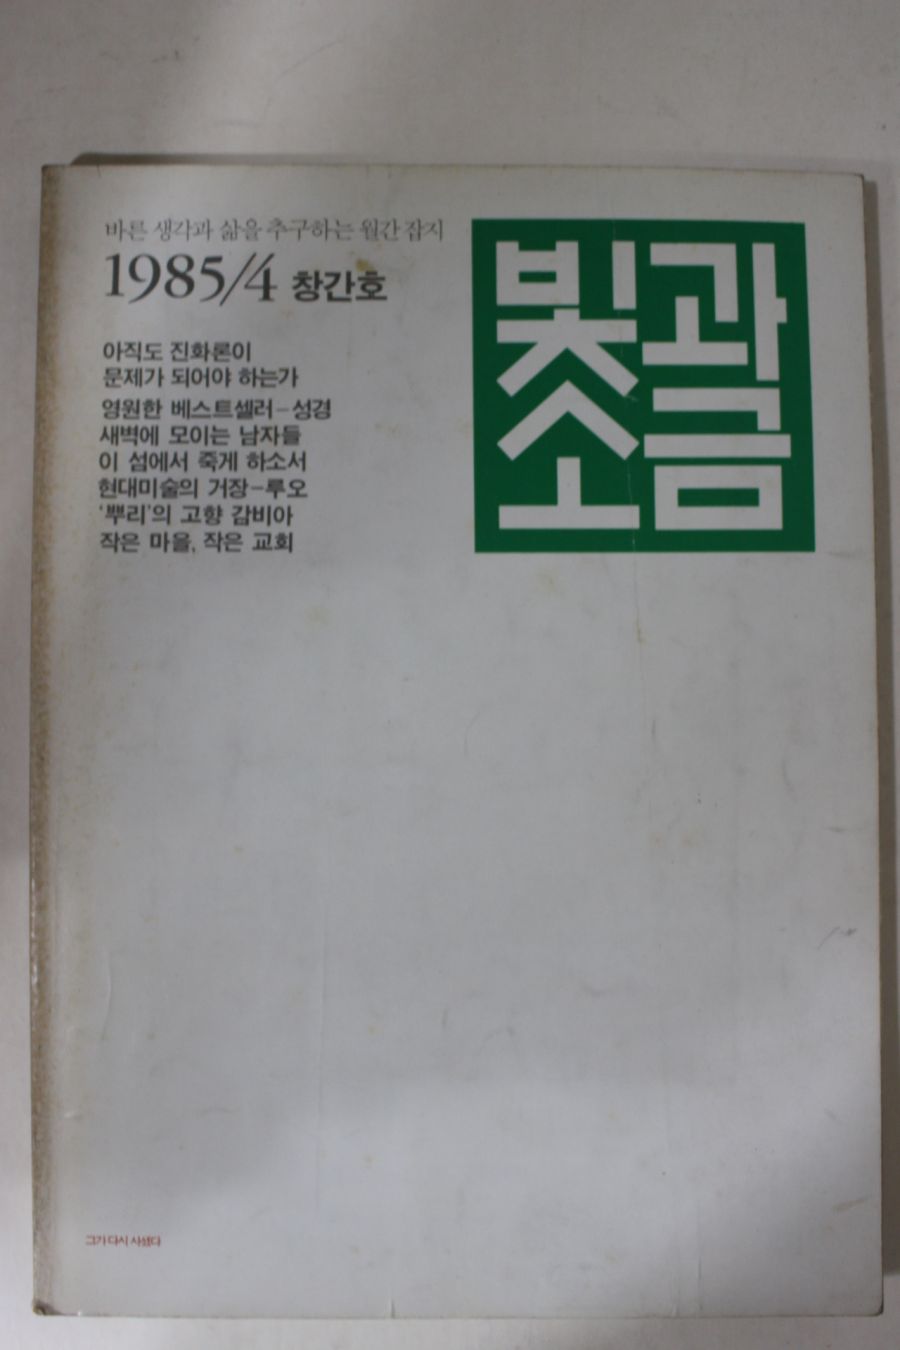 바른 생각과 삶을 추구하는 월간 잡지
1985/4 창간호
아직도 진화론이
문제가 되어야 하는가
영원한 베스트셀러-성경
새벽에 모이는 남자들
이 섬에서 죽게 하소서
현대미술의 거장-루오
'뿌리'의 고향 감비아
작은 마을, 작은 교회
빛과
소금
그가 다시 사셨다